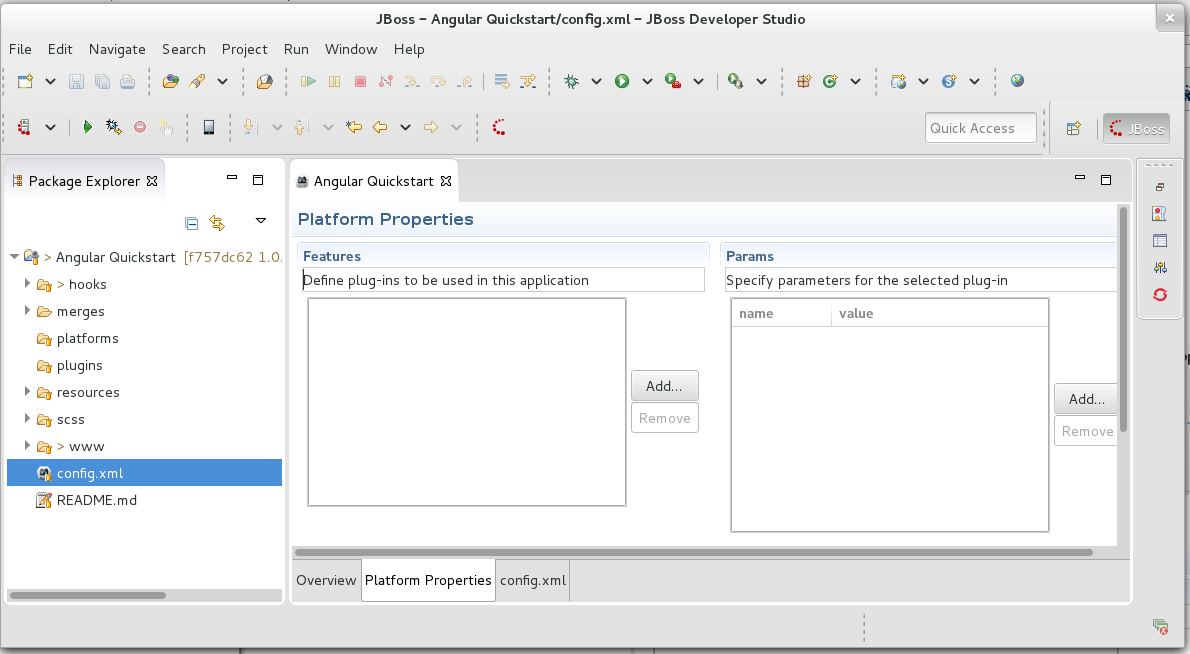 JBoss – Angular Quickstart/config.xml – JBoss Developer Studio
File Edit Navigate Search Project Run Window Help
Quick Access
JBoss
Package Explorer
Angular Quickstart
Platform Properties
> Angular Quickstart [f757dc62 1.0.
> hooks
merges
platforms
plugins
resources
scss
> www
config.xml
README.md
Features
Define plug-ins to be used in this application
Add...
Remove
Params
Specify parameters for the selected plug-in
name value
Add...
Remove
Overview Platform Properties config.xml